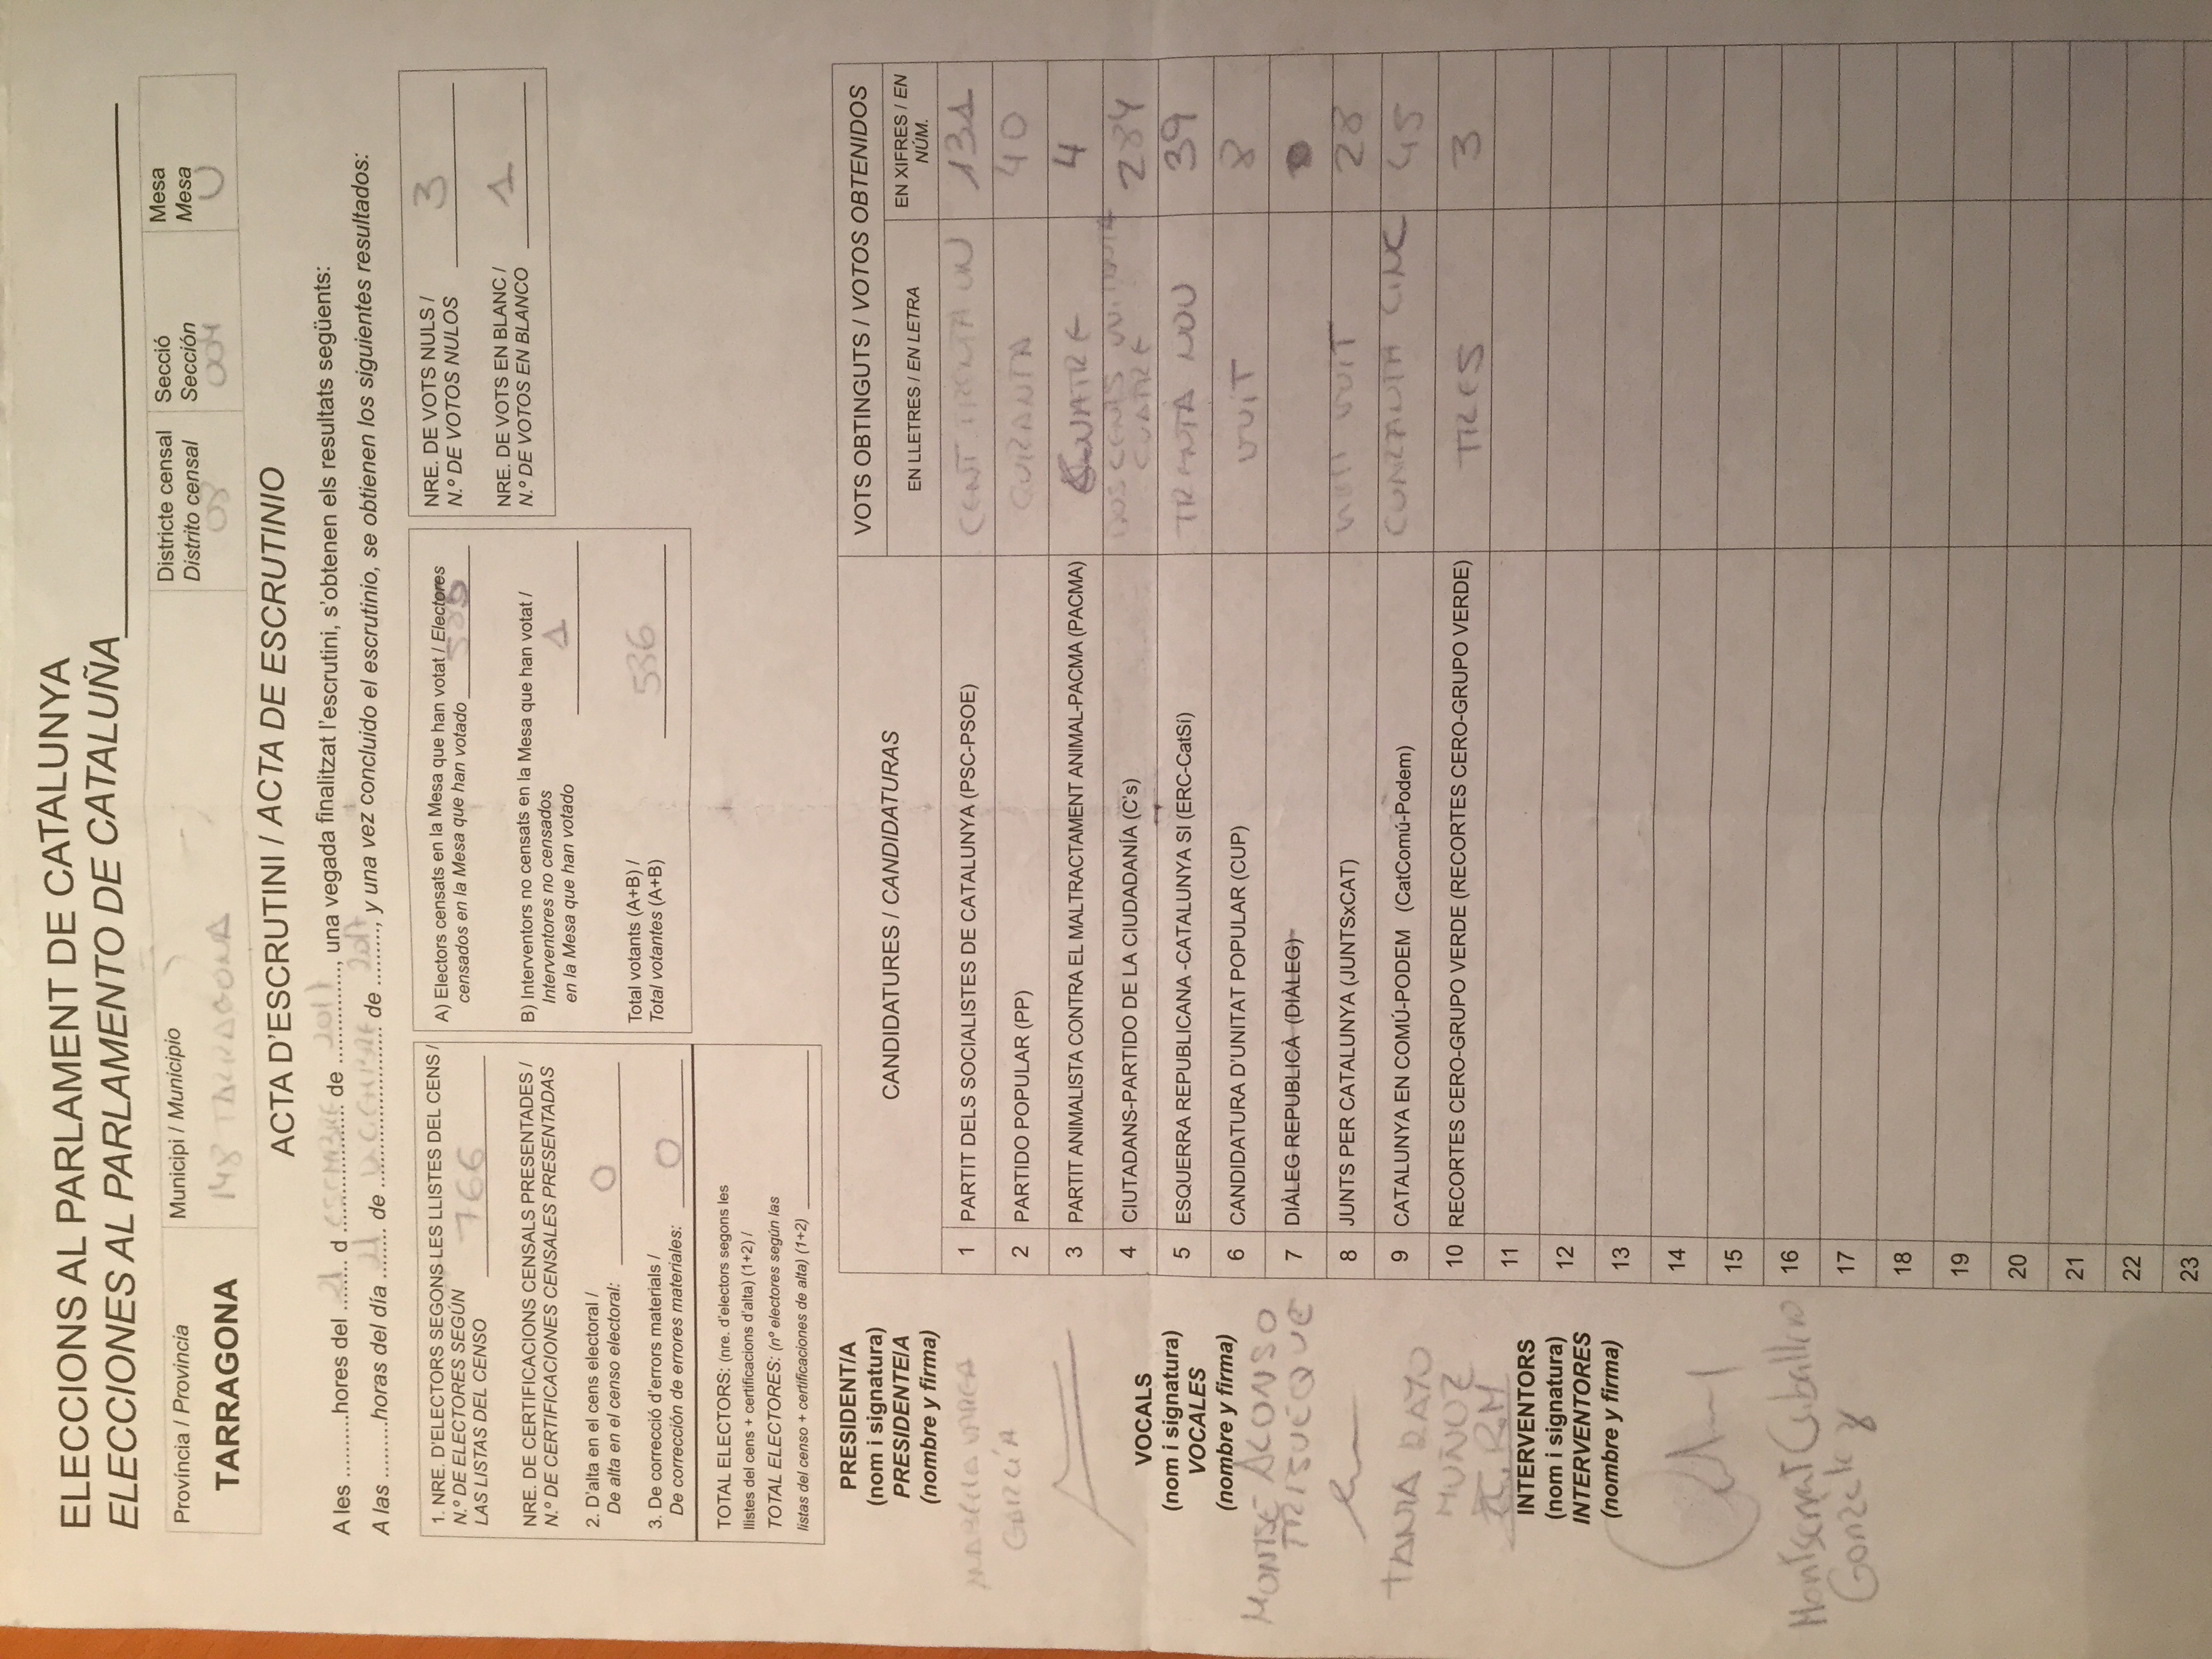 ELECCIONS AL PARLAMENT DE CATALUNYA
ELECCIONES AL PARLAMENTO DE CATALUÑA
Província / Provincia
TARRAGONA
Municipi / Municipio
148 TARRAGONA
Districte censal
Distrito censal
08
Secció
Sección
004
Mesa
Mesa
U
ACTA D'ESCRUTINI / ACTA DE ESCRUTINIO
A les ..........hores del 21 d ESEMBRE de 2017, una vegada finalitzat l'escrutini, s'obtenen els resultats següents:
A las .........horas del día 21 de DICIEMBRE de 2017, y una vez concluido el escrutinio, se obtienen los siguientes resultados:
1. NRE. D'ELECTORS SEGONS LES LLISTES DEL CENS /
N.º DE ELECTORES SEGÚN
LAS LISTAS DEL CENSO 766
NRE. DE CERTIFICACIONS CENSALS PRESENTADES /
N.º DE CERTIFICACIONES CENSALES PRESENTADAS
2. D'alta en el cens electoral /
De alta en el censo electoral: 0
3. De correcció d'errors materials /
De corrección de errores materiales: 0
TOTAL ELECTORS: (nre. d'electors segons les
llistes del cens + certificacions d'alta) (1+2) /
TOTAL ELECTORES: (nº electores según las
listas del censo + certificaciones de alta) (1+2)
A) Electors censats en la Mesa que han votat / Electores
censados en la Mesa que han votado 585
B) Interventors no censats en la Mesa que han votat /
Interventores no censados
en la Mesa que han votado 1
Total votants (A+B) /
Total votantes (A+B) 586
NRE. DE VOTS NULS /
N.º DE VOTOS NULOS 3
NRE. DE VOTS EN BLANC /
N.º DE VOTOS EN BLANCO 1
PRESIDENT/A
(nom i signatura)
PRESIDENTE/A
(nombre y firma)
GARCÍA
VOCALS
(nom i signatura)
VOCALES
(nombre y firma)
MONTSE ALONSO
TRISUEQUE
TANIA RAYO
MUÑOZ
T.R.M
INTERVENTORS
(nom i signatura)
INTERVENTORES
(nombre y firma)
Montserrat Caballero
Gonzalez
CANDIDATURES / CANDIDATURAS
VOTS OBTINGUTS / VOTOS OBTENIDOS
EN LLETRES / EN LETRA
EN XIFRES / EN
NÚM.
1 PARTIT DELS SOCIALISTES DE CATALUNYA (PSC-PSOE) CENT TRENTA UN 131
2 PARTIDO POPULAR (PP) CURANTA 40
3 PARTIT ANIMALISTA CONTRA EL MALTRACTAMENT ANIMAL-PACMA (PACMA) CUATRE 4
4 CIUTADANS-PARTIDO DE LA CIUDADANÍA (C's) DOSCENTS VUITANTA CUATRE 284
5 ESQUERRA REPUBLICANA -CATALUNYA SI (ERC-CatSí) TRENTA NOU 39
6 CANDIDATURA D'UNITAT POPULAR (CUP) VUIT 8
7 DIÀLEG REPUBLICÀ (DIÀLEG)
8 JUNTS PER CATALUNYA (JUNTSxCAT) VUIT 28
9 CATALUNYA EN COMÚ-PODEM (CatComú-Podem) CUARANTA CINC 45
10 RECORTES CERO-GRUPO VERDE (RECORTES CERO-GRUPO VERDE) TRES 3
11
12
13
14
15
16
17
18
19
20
21
22
23